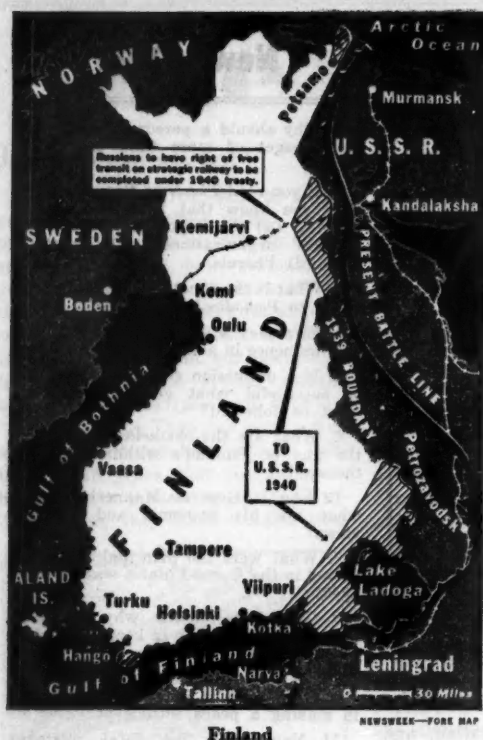 Arctic
Ocean
NORWAY
Petsamo
Murmansk
U.S.S.R.
Russians to have right of free
transit on strategic railway to be
completed under 1940 treaty.
Kandalaksha
Kemijärvi
SWEDEN
PRESENT BATTLE LINE
Boden
Kemi
Oulu
1939 BOUNDARY
Gulf of Bothnia
FINLAND
TO
U.S.S.R.
1940
Vaasa
Petrozavodsk
Tampere
Lake
Ladoga
ALAND
IS.
Turku
Helsinki
Viipuri
Kotka
Hango
Gulf of Finland
Leningrad
Narva
Tallinn
0 30 Miles
NEWSWEEK—FORE MAP
Finland